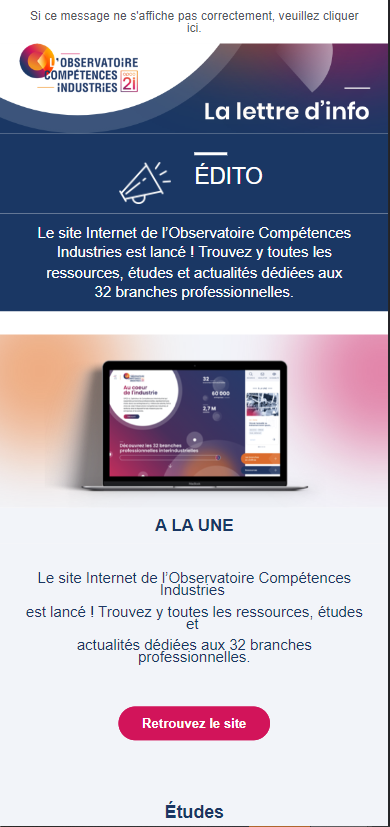 Si ce message ne s'affiche pas correctement, veuillez cliquer
ici.
L'OBSERVATOIRE
COMPÉTENCES
INDUSTRIES
OPCO
2i
La lettre d'info
ÉDITO
Le site Internet de l'Observatoire Compétences
Industries est lancé ! Trouvez y toutes les
ressources, études et actualités dédiées aux
32 branches professionnelles.
Au coeur
de l'industrie
32
60 000
2,7 M
Découvrez les 32 branches
professionnelles interindustrielles
A LA UNE
Le site Internet de l'Observatoire Compétences
Industries
est lancé ! Trouvez y toutes les ressources, études
et
actualités dédiées aux 32 branches
professionnelles.
Retrouvez le site
Études